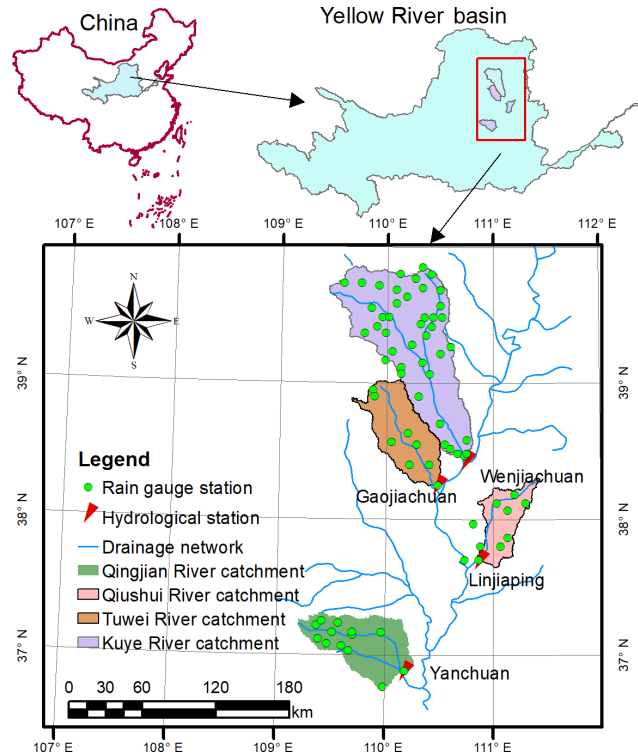 China
Yellow River basin
107° E
108° E
109° E
110° E
111° E
112° E
N
W
E
S
39° N
39° N
Legend
Rain gauge station
Hydrological station
Drainage network
Qingjian River catchment
Qiushui River catchment
Tuwei River catchment
Kuye River catchment
Wenjiachuan
Gaojiachuan
38° N
38° N
Linjiaping
37° N
37° N
Yanchuan
0 30 60 120 180
km
107° E
108° E
109° E
110° E
111° E